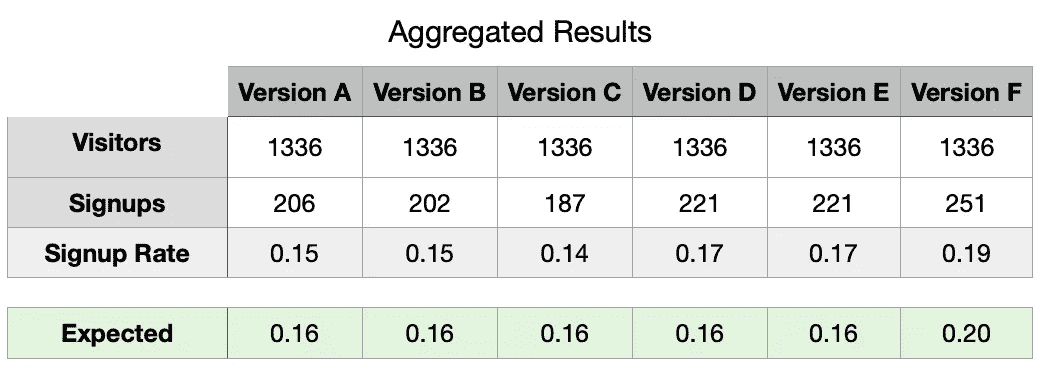 Aggregated Results
Version A Version B Version C Version D Version E Version F
Visitors 1336 1336 1336 1336 1336 1336
Signups 206 202 187 221 221 251
Signup Rate 0.15 0.15 0.14 0.17 0.17 0.19
Expected 0.16 0.16 0.16 0.16 0.16 0.20